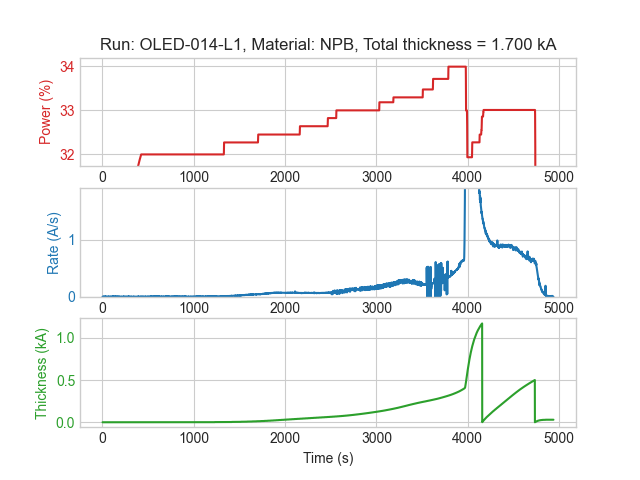 Run: OLED-014-L1, Material: NPB, Total thickness = 1.700 kA
34
33
32
Power (%)
0 1000 2000 3000 4000 5000
1
0
Rate (A/s)
0 1000 2000 3000 4000 5000
1.0
0.5
0.0
Thickness (kA)
0 1000 2000 3000 4000 5000
Time (s)